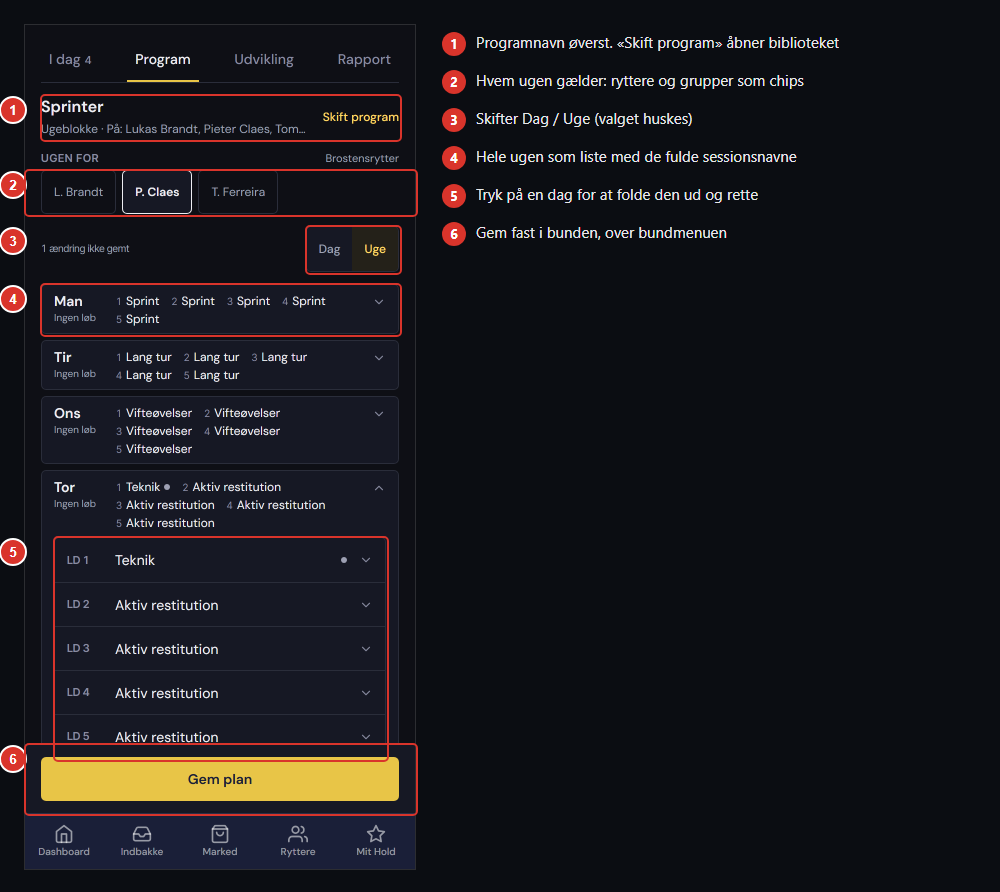 I dag 4 Program Udvikling Rapport
1 Sprinter Skift program
Ugeblokke · På: Lukas Brandt, Pieter Claes, Tom...
UGEN FOR Brostensrytter
2 L. Brandt P. Claes T. Ferreira
3 1 ændring ikke gemt Dag Uge
4 Man 1 Sprint 2 Sprint 3 Sprint 4 Sprint
Ingen løb 5 Sprint
Tir 1 Lang tur 2 Lang tur 3 Lang tur
Ingen løb 4 Lang tur 5 Lang tur
Ons 1 Vifteøvelser 2 Vifteøvelser
Ingen løb 3 Vifteøvelser 4 Vifteøvelser
5 Vifteøvelser
Tor 1 Teknik 2 Aktiv restitution
Ingen løb 3 Aktiv restitution 4 Aktiv restitution
5 Aktiv restitution
5 LD 1 Teknik
LD 2 Aktiv restitution
LD 3 Aktiv restitution
LD 4 Aktiv restitution
LD 5 Aktiv restitution
6 Gem plan
Dashboard Indbakke Marked Ryttere Mit Hold
1 Programnavn øverst. «Skift program» åbner biblioteket
2 Hvem ugen gælder: ryttere og grupper som chips
3 Skifter Dag / Uge (valget huskes)
4 Hele ugen som liste med de fulde sessionsnavne
5 Tryk på en dag for at folde den ud og rette
6 Gem fast i bunden, over bundmenuen